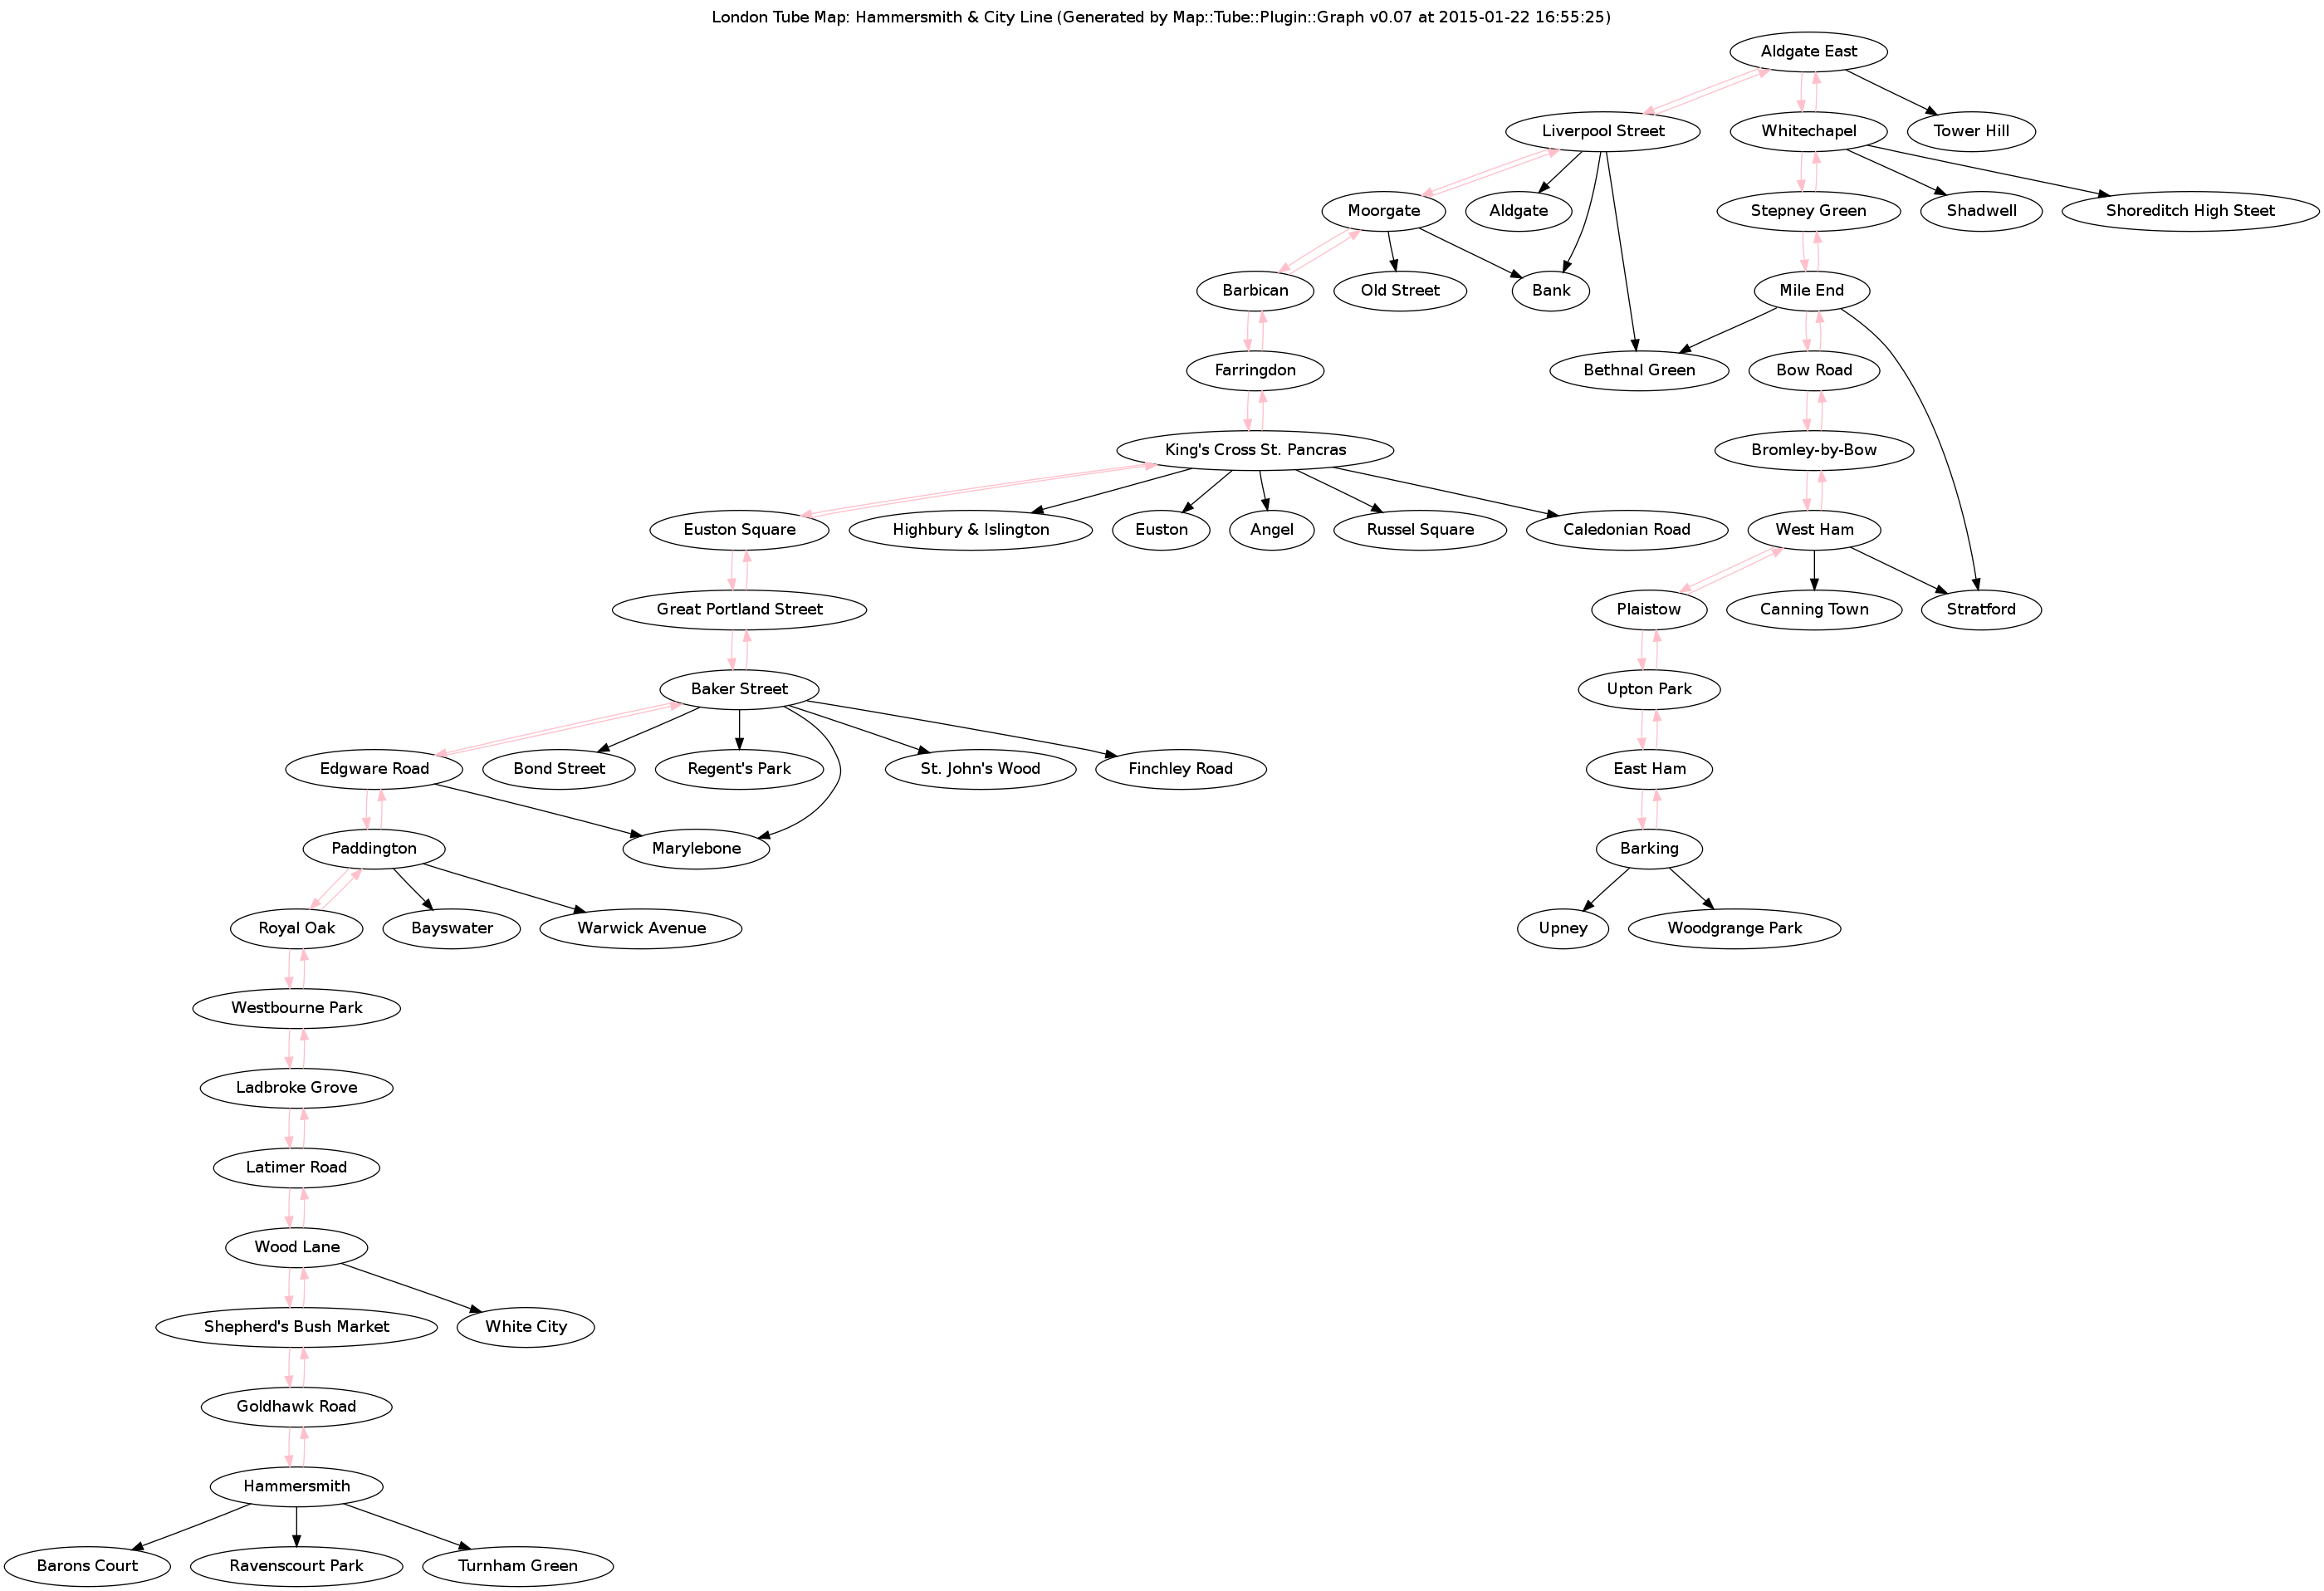 London Tube Map: Hammersmith & City Line (Generated by Map::Tube::Plugin::Graph v0.07 at 2015-01-22 16:55:25)
Aldgate East
Liverpool Street
Whitechapel
Tower Hill
Moorgate
Aldgate
Stepney Green
Shadwell
Shoreditch High Steet
Barbican
Old Street
Bank
Mile End
Farringdon
Bethnal Green
Bow Road
King's Cross St. Pancras
Bromley-by-Bow
Euston Square
Highbury & Islington
Euston
Angel
Russel Square
Caledonian Road
West Ham
Great Portland Street
Plaistow
Canning Town
Stratford
Baker Street
Upton Park
Edgware Road
Bond Street
Regent's Park
St. John's Wood
Finchley Road
East Ham
Paddington
Marylebone
Barking
Royal Oak
Bayswater
Warwick Avenue
Upney
Woodgrange Park
Westbourne Park
Ladbroke Grove
Latimer Road
Wood Lane
Shepherd's Bush Market
White City
Goldhawk Road
Hammersmith
Barons Court
Ravenscourt Park
Turnham Green